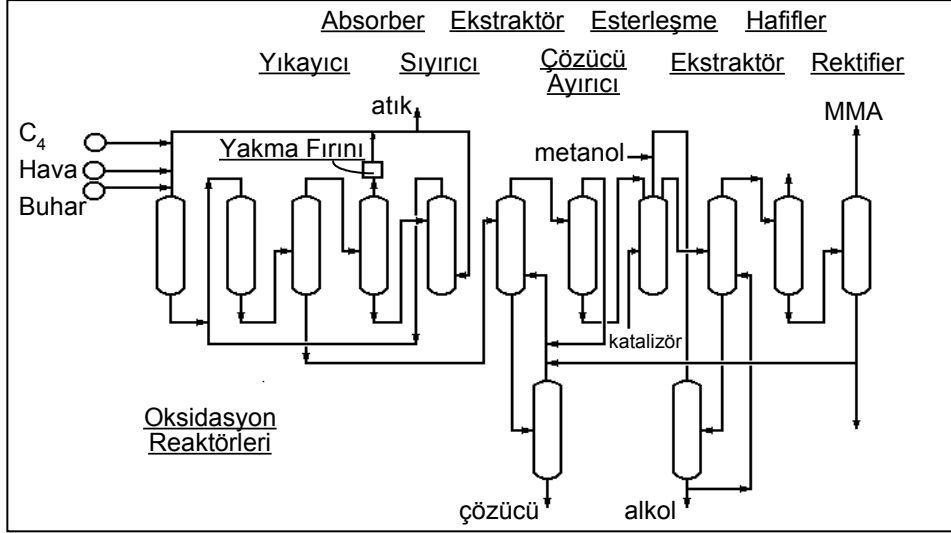 Absorber Ekstraktör Esterleşme Hafifler
Yıkayıcı Sıyırıcı Çözücü Ayırıcı Ekstraktör Rektifier
atık
MMA
C4
Yakma Fırını
metanol
Hava
Buhar
katalizör
Oksidasyon
Reaktörleri
çözücü
alkol